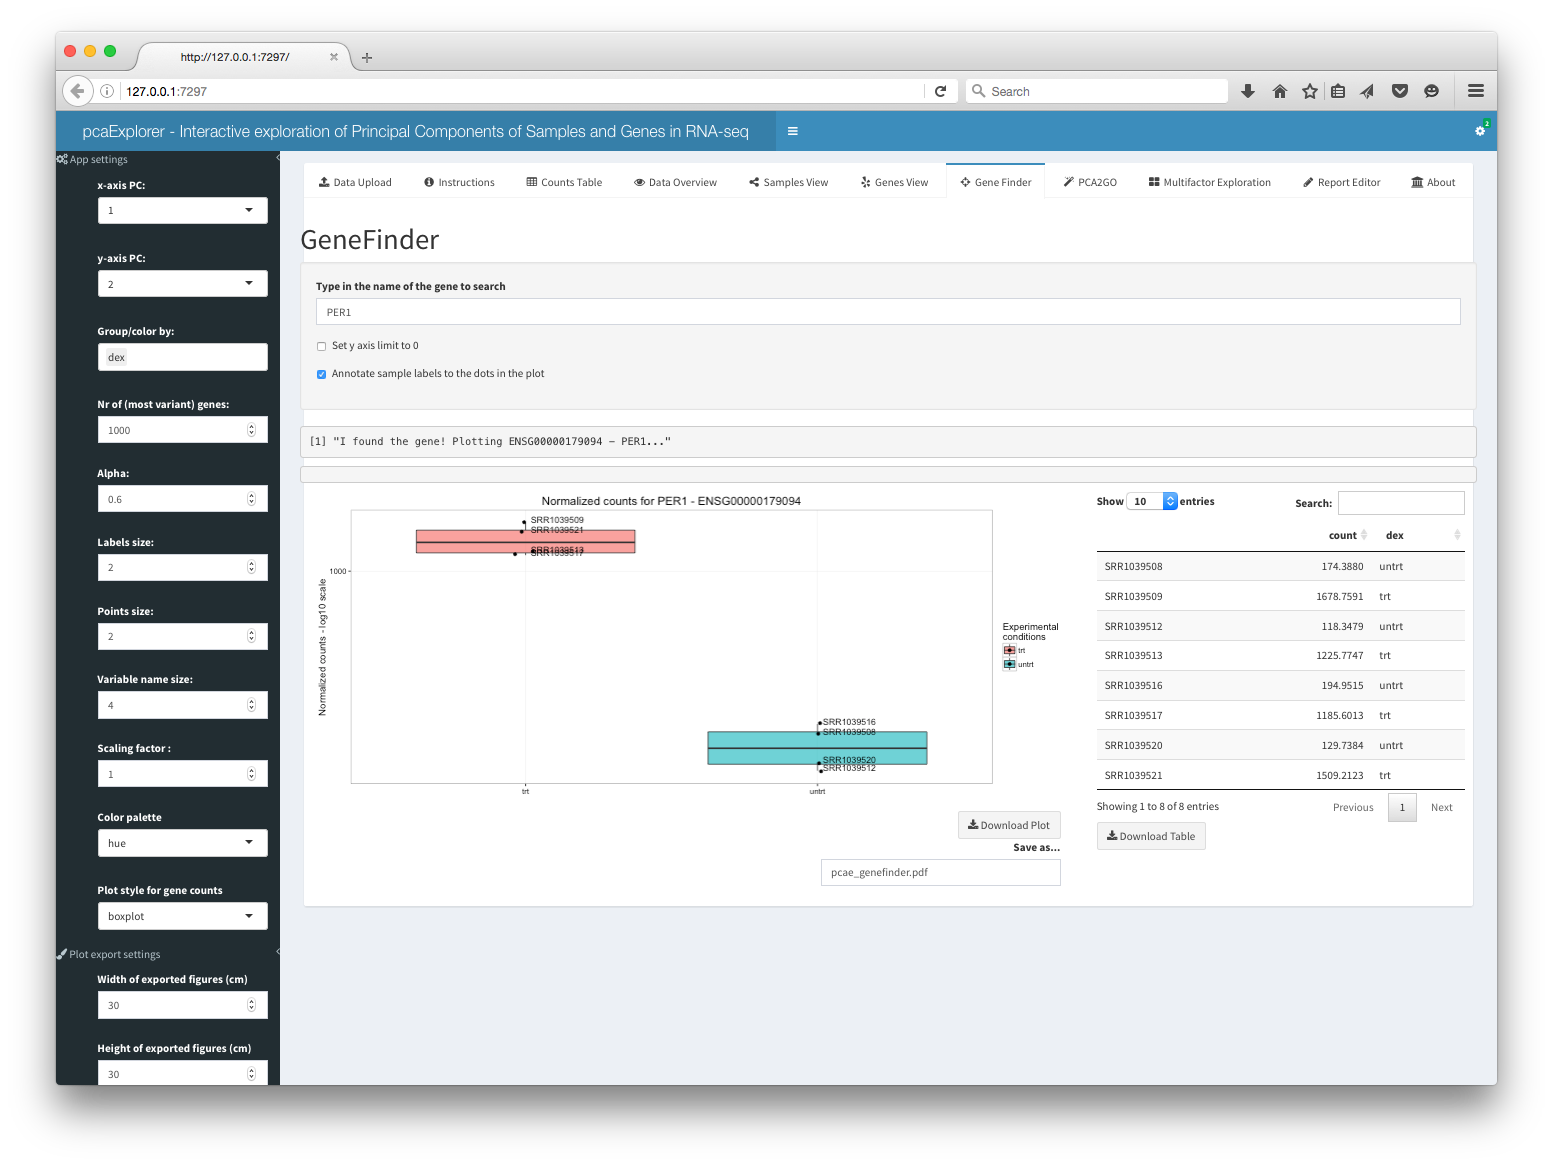 http://127.0.0.1:7297/
127.0.0.1:7297
Search
pcaExplorer - Interactive exploration of Principal Components of Samples and Genes in RNA-seq
2
App settings
x-axis PC:
1
y-axis PC:
2
Group/color by:
dex
Nr of (most variant) genes:
1000
Alpha:
0.6
Labels size:
2
Points size:
2
Variable name size:
4
Scaling factor :
1
Color palette
hue
Plot style for gene counts
boxplot
Plot export settings
Width of exported figures (cm)
30
Height of exported figures (cm)
30
Data Upload Instructions Counts Table Data Overview Samples View Genes View Gene Finder PCA2GO Multifactor Exploration Report Editor About
GeneFinder
Type in the name of the gene to search
PER1
Set y axis limit to 0
Annotate sample labels to the dots in the plot
[1] "I found the gene! Plotting ENSG00000179094 - PER1..."
Normalized counts for PER1 - ENSG00000179094
SRR1039509
SRR1039521
SRR1039513
SRR1039517
1000
Normalized counts - log10 scale
SRR1039516
SRR1039508
SRR1039520
SRR1039512
trt untrt
Experimental
conditions
trt
untrt
Download Plot
Save as...
pcae_genefinder.pdf
Show 10 entries Search:
count dex
SRR1039508 174.3880 untrt
SRR1039509 1678.7591 trt
SRR1039512 118.3479 untrt
SRR1039513 1225.7747 trt
SRR1039516 194.9515 untrt
SRR1039517 1185.6013 trt
SRR1039520 129.7384 untrt
SRR1039521 1509.2123 trt
Showing 1 to 8 of 8 entries Previous 1 Next
Download Table